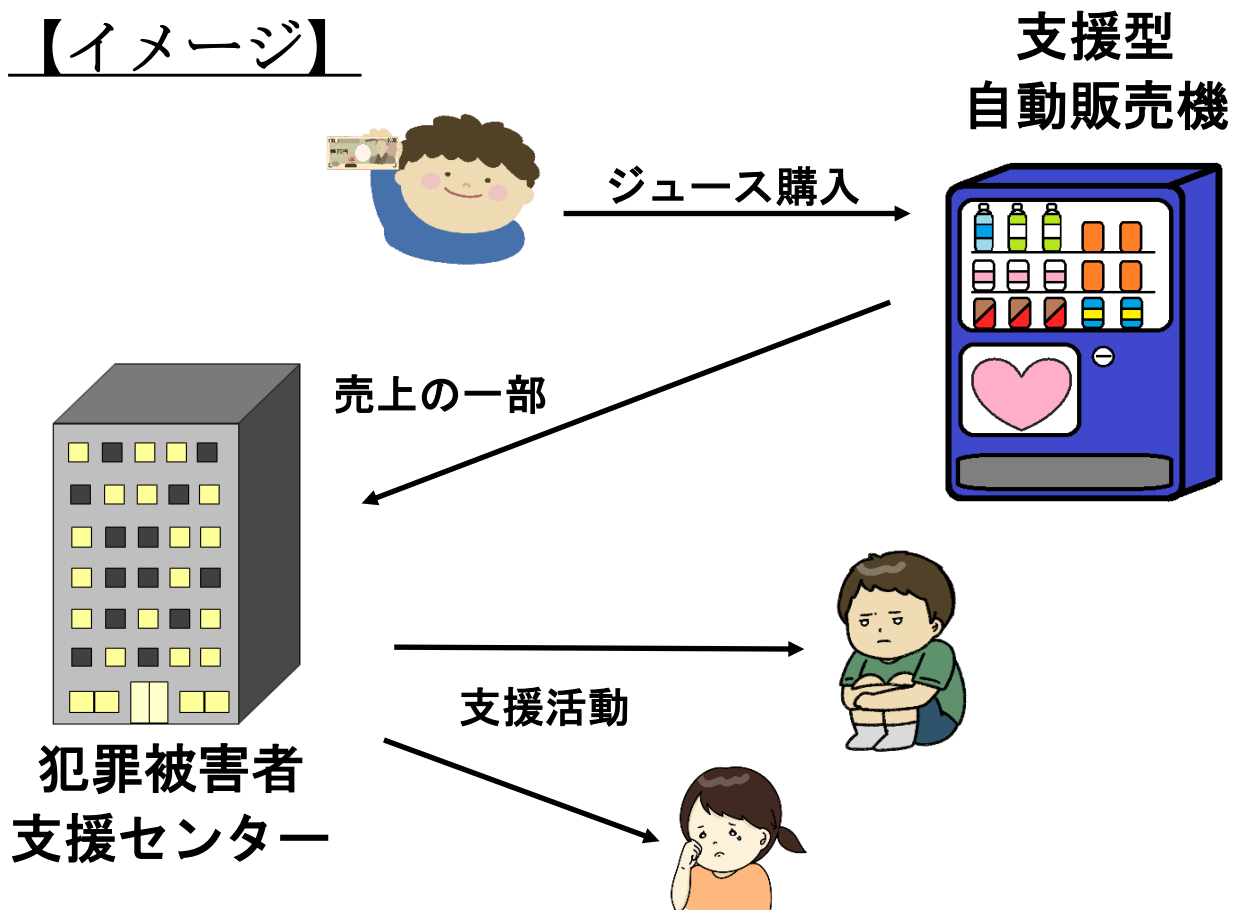 【イメージ】
支援型
自動販売機
ジュース購入
売上の一部
支援活動
犯罪被害者
支援センター